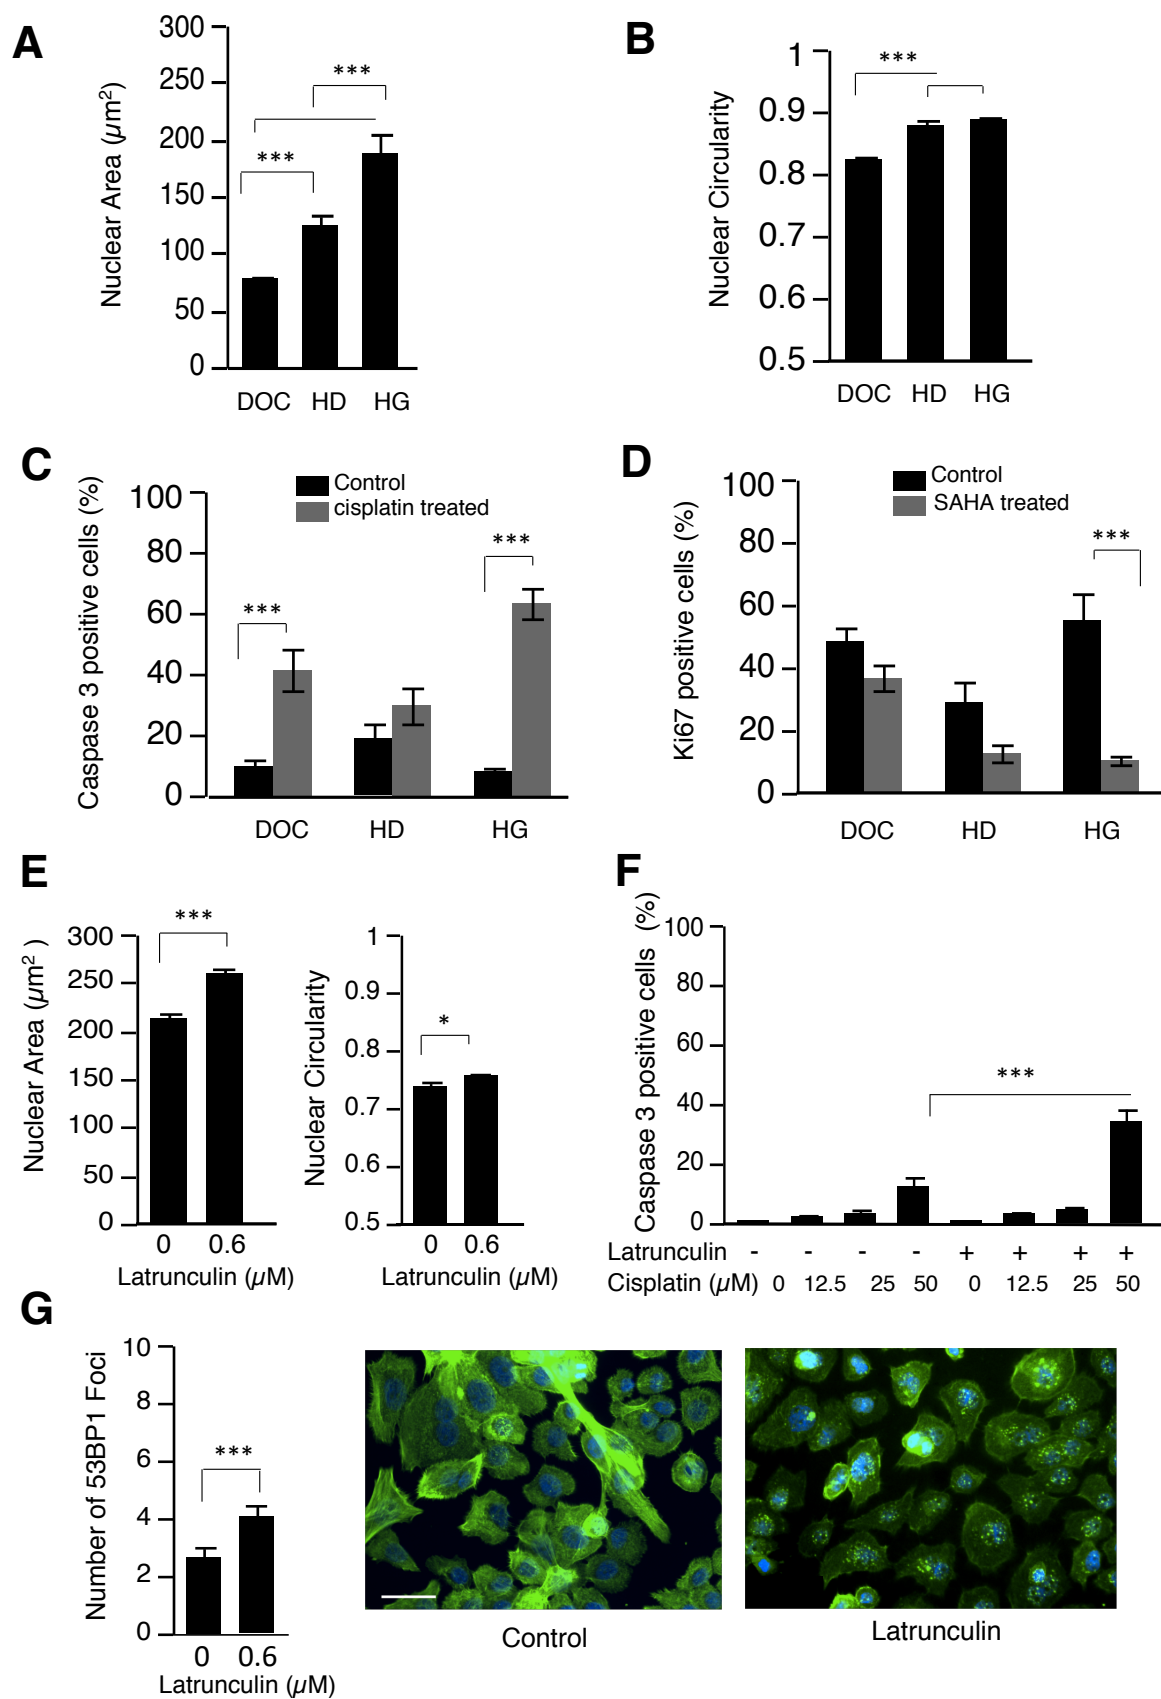 A
Nuclear Area (µm²)
300
250
200
150
100
50
0
***
***
DOC HD HG
B
Nuclear Circularity
1
0.9
0.8
0.7
0.6
0.5
***
DOC HD HG
C
Caspase 3 positive cells (%)
100
80
60
40
20
0
Control
cisplatin treated
***
***
DOC HD HG
D
Ki67 positive cells (%)
100
80
60
40
20
0
Control
SAHA treated
***
DOC HD HG
E
Nuclear Area (µm²)
300
250
200
150
100
50
0
***
0 0.6
Latrunculin (µM)
Nuclear Circularity
1
0.9
0.8
0.7
0.6
0.5
*
0 0.6
Latrunculin (µM)
F
Caspase 3 positive cells (%)
100
80
60
40
20
0
***
Latrunculin - - - - + + + +
Cisplatin (µM) 0 12.5 25 50 0 12.5 25 50
G
Number of 53BP1 Foci
10
8
6
4
2
0
***
0 0.6
Latrunculin (µM)
Control
Latrunculin